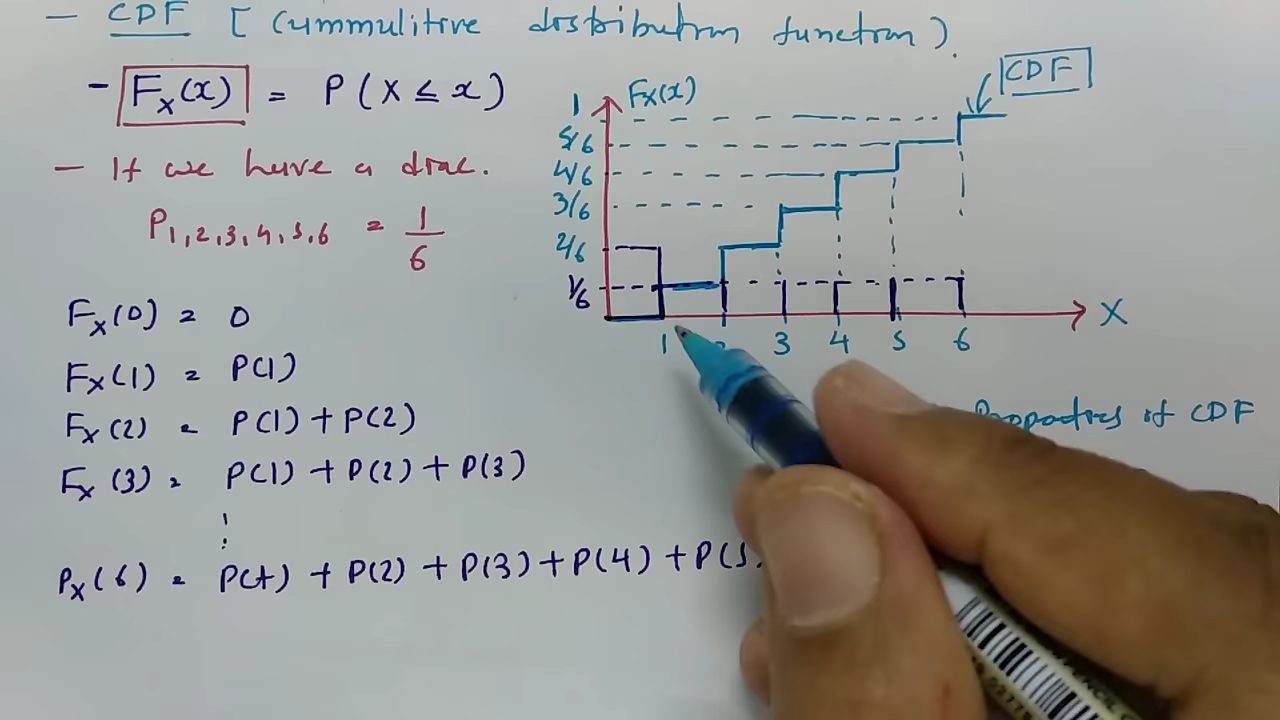 - CDF [ Cummulitive distribution function ).
- Fx(x) = P ( X ≤ x )
- If we have a dice.
P1,2,3,4,5,6 = 1/6
Fx(0) = 0
Fx(1) = P(1)
Fx(2) = P(1) + P(2)
Fx(3) = P(1) + P(2) + P(3)
⋮
Px(6) = P(1) + P(2) + P(3) + P(4) + P(5
CDF
Fx(x)
1
5/6
4/6
3/6
2/6
1/6
1 2 3 4 5 6
X
Properties of CDF